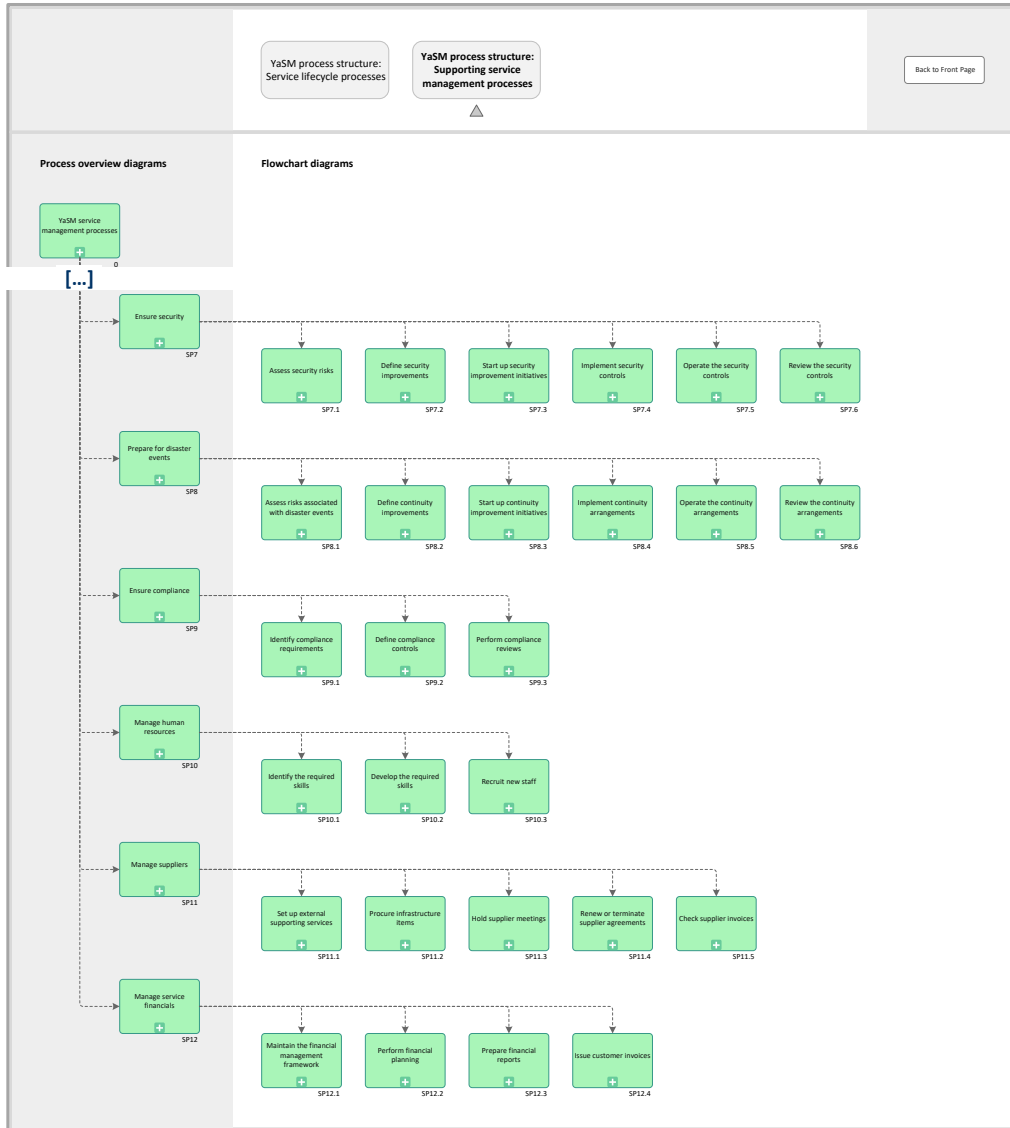 YaSM process structure:
Service lifecycle processes
YaSM process structure:
Supporting service
management processes
Back to Front Page
Process overview diagrams
Flowchart diagrams
YaSM service
management processes
0
[...]
Ensure security
SP7
Assess security risks
SP7.1
Define security
improvements
SP7.2
Start up security
improvement initiatives
SP7.3
Implement security
controls
SP7.4
Operate the security
controls
SP7.5
Review the security
controls
SP7.6
Prepare for disaster
events
SP8
Assess risks associated
with disaster events
SP8.1
Define continuity
improvements
SP8.2
Start up continuity
improvement initiatives
SP8.3
Implement continuity
arrangements
SP8.4
Operate the continuity
arrangements
SP8.5
Review the continuity
arrangements
SP8.6
Ensure compliance
SP9
Identify compliance
requirements
SP9.1
Define compliance
controls
SP9.2
Perform compliance
reviews
SP9.3
Manage human
resources
SP10
Identify the required
skills
SP10.1
Develop the required
skills
SP10.2
Recruit new staff
SP10.3
Manage suppliers
SP11
Set up external
supporting services
SP11.1
Procure infrastructure
items
SP11.2
Hold supplier meetings
SP11.3
Renew or terminate
supplier agreements
SP11.4
Check supplier invoices
SP11.5
Manage service
financials
SP12
Maintain the financial
management
framework
SP12.1
Perform financial
planning
SP12.2
Prepare financial
reports
SP12.3
Issue customer invoices
SP12.4